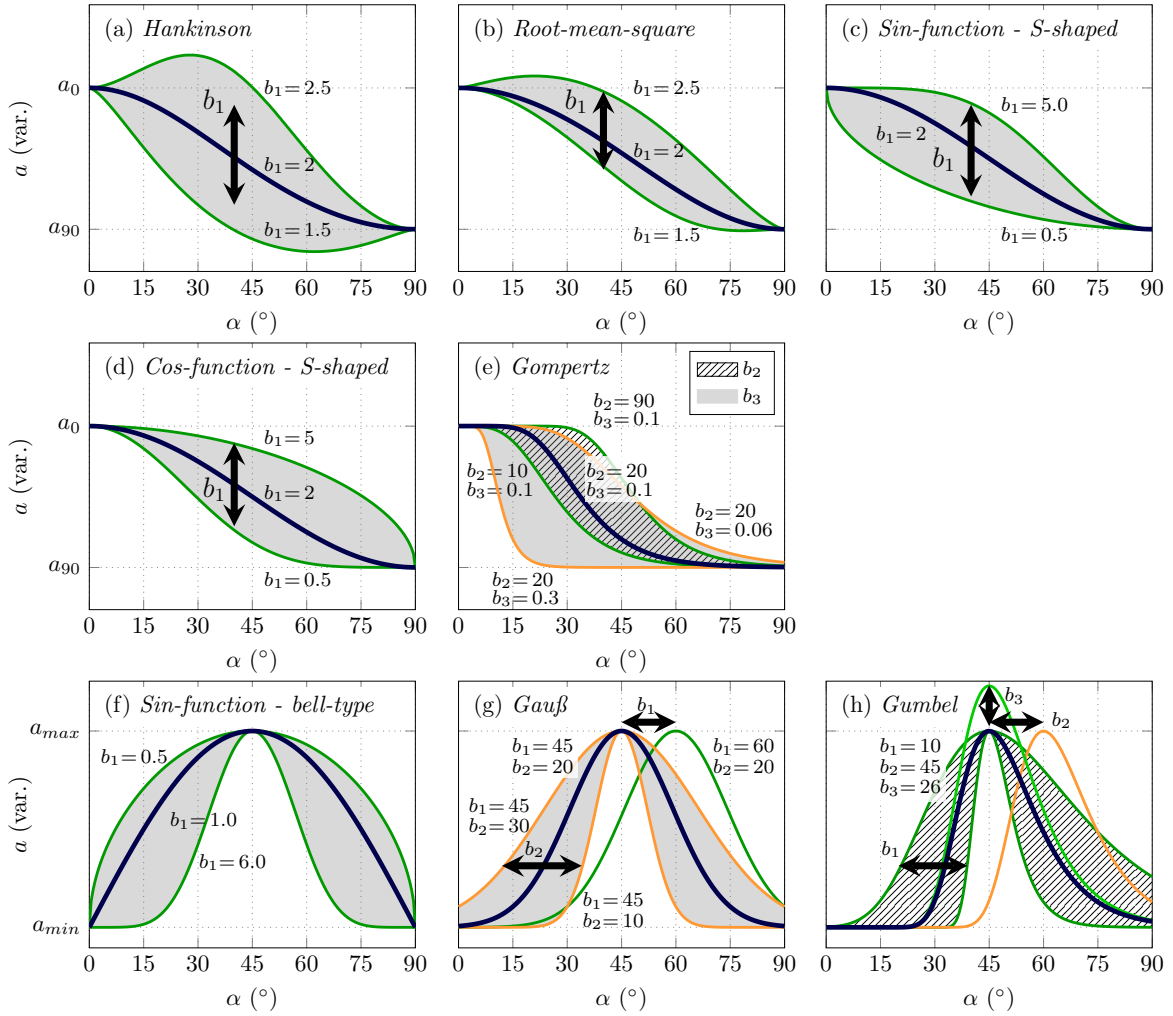 (a) Hankinson
a (var.)
a0
a90
b1
b1=2.5
b1=2
b1=1.5
0 15 30 45 60 75 90
α (°)
(b) Root-mean-square
b1
b1=2.5
b1=2
b1=1.5
0 15 30 45 60 75 90
α (°)
(c) Sin-function - S-shaped
b1=5.0
b1=2
b1
b1=0.5
0 15 30 45 60 75 90
α (°)
(d) Cos-function - S-shaped
a (var.)
a0
a90
b1=5
b1
b1=2
b1=0.5
0 15 30 45 60 75 90
α (°)
(e) Gompertz
b2
b3
b2=90
b3=0.1
b2=10
b3=0.1
b2=20
b3=0.1
b2=20
b3=0.06
b2=20
b3=0.3
0 15 30 45 60 75 90
α (°)
(f) Sin-function - bell-type
a (var.)
amax
amin
b1=0.5
b1=1.0
b1=6.0
0 15 30 45 60 75 90
α (°)
(g) Gauß
b1
b1=45
b2=20
b1=60
b2=20
b1=45
b2=30
b2
b1=45
b2=10
0 15 30 45 60 75 90
α (°)
(h) Gumbel
b3
b2
b1=10
b2=45
b3=26
b1
0 15 30 45 60 75 90
α (°)